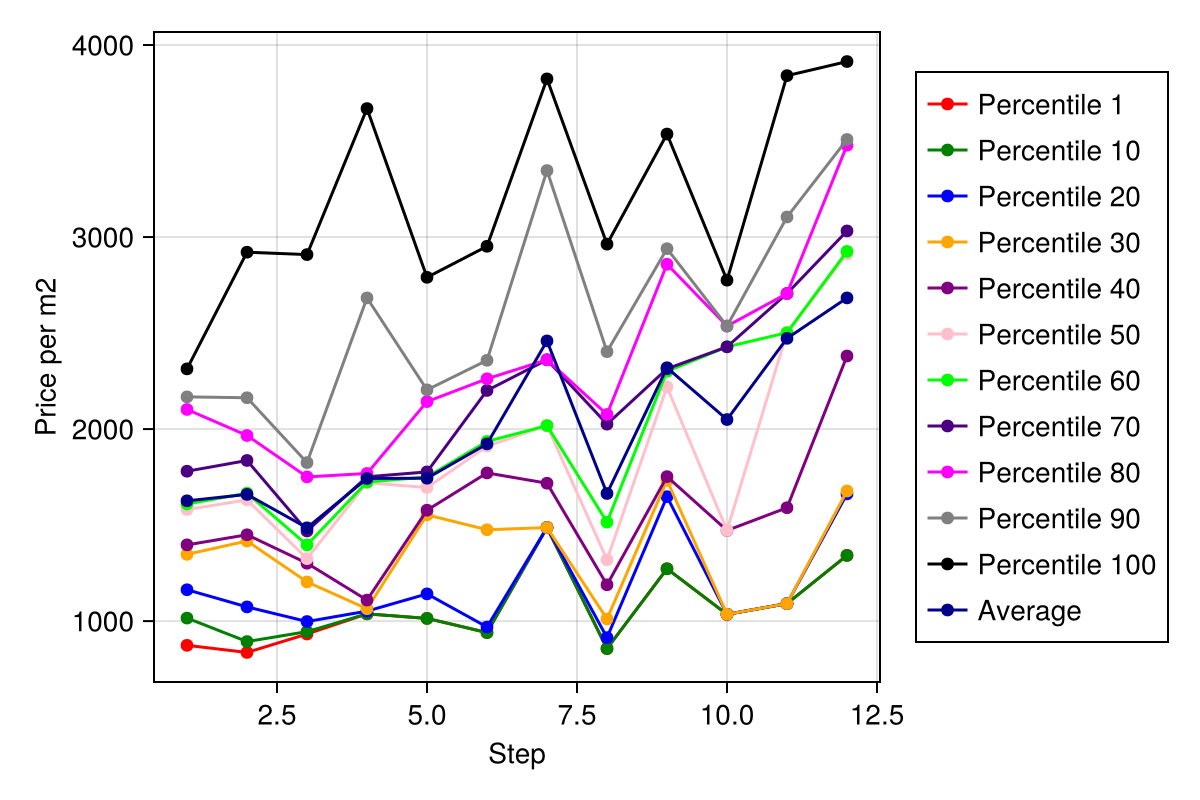 4000
3000
2000
1000
Price per m2
2.5 5.0 7.5 10.0 12.5
Step
Percentile 1
Percentile 10
Percentile 20
Percentile 30
Percentile 40
Percentile 50
Percentile 60
Percentile 70
Percentile 80
Percentile 90
Percentile 100
Average